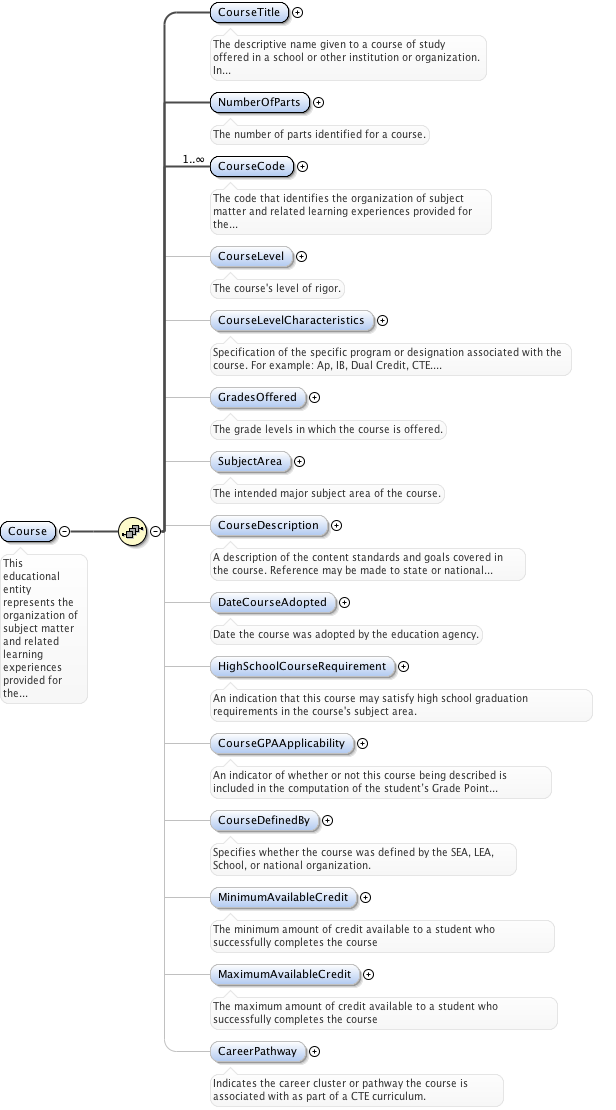 CourseTitle
The descriptive name given to a course of study
offered in a school or other institution or organization.
In...
NumberOfParts
The number of parts identified for a course.
1..∞
CourseCode
The code that identifies the organization of subject
matter and related learning experiences provided for
the...
CourseLevel
The course's level of rigor.
CourseLevelCharacteristics
Specification of the specific program or designation associated with the
course. For example: Ap, IB, Dual Credit, CTE....
GradesOffered
The grade levels in which the course is offered.
SubjectArea
The intended major subject area of the course.
Course
This
educational
entity
represents the
organization of
subject matter
and related
learning
experiences
provided for
the...
CourseDescription
A description of the content standards and goals covered in
the course. Reference may be made to state or national...
DateCourseAdopted
Date the course was adopted by the education agency.
HighSchoolCourseRequirement
An indication that this course may satisfy high school graduation
requirements in the course's subject area.
CourseGPAApplicability
An indicator of whether or not this course being described is
included in the computation of the student's Grade Point...
CourseDefinedBy
Specifies whether the course was defined by the SEA, LEA,
School, or national organization.
MinimumAvailableCredit
The minimum amount of credit available to a student who
successfully completes the course
MaximumAvailableCredit
The maximum amount of credit available to a student who
successfully completes the course
CareerPathway
Indicates the career cluster or pathway the course is
associated with as part of a CTE curriculum.